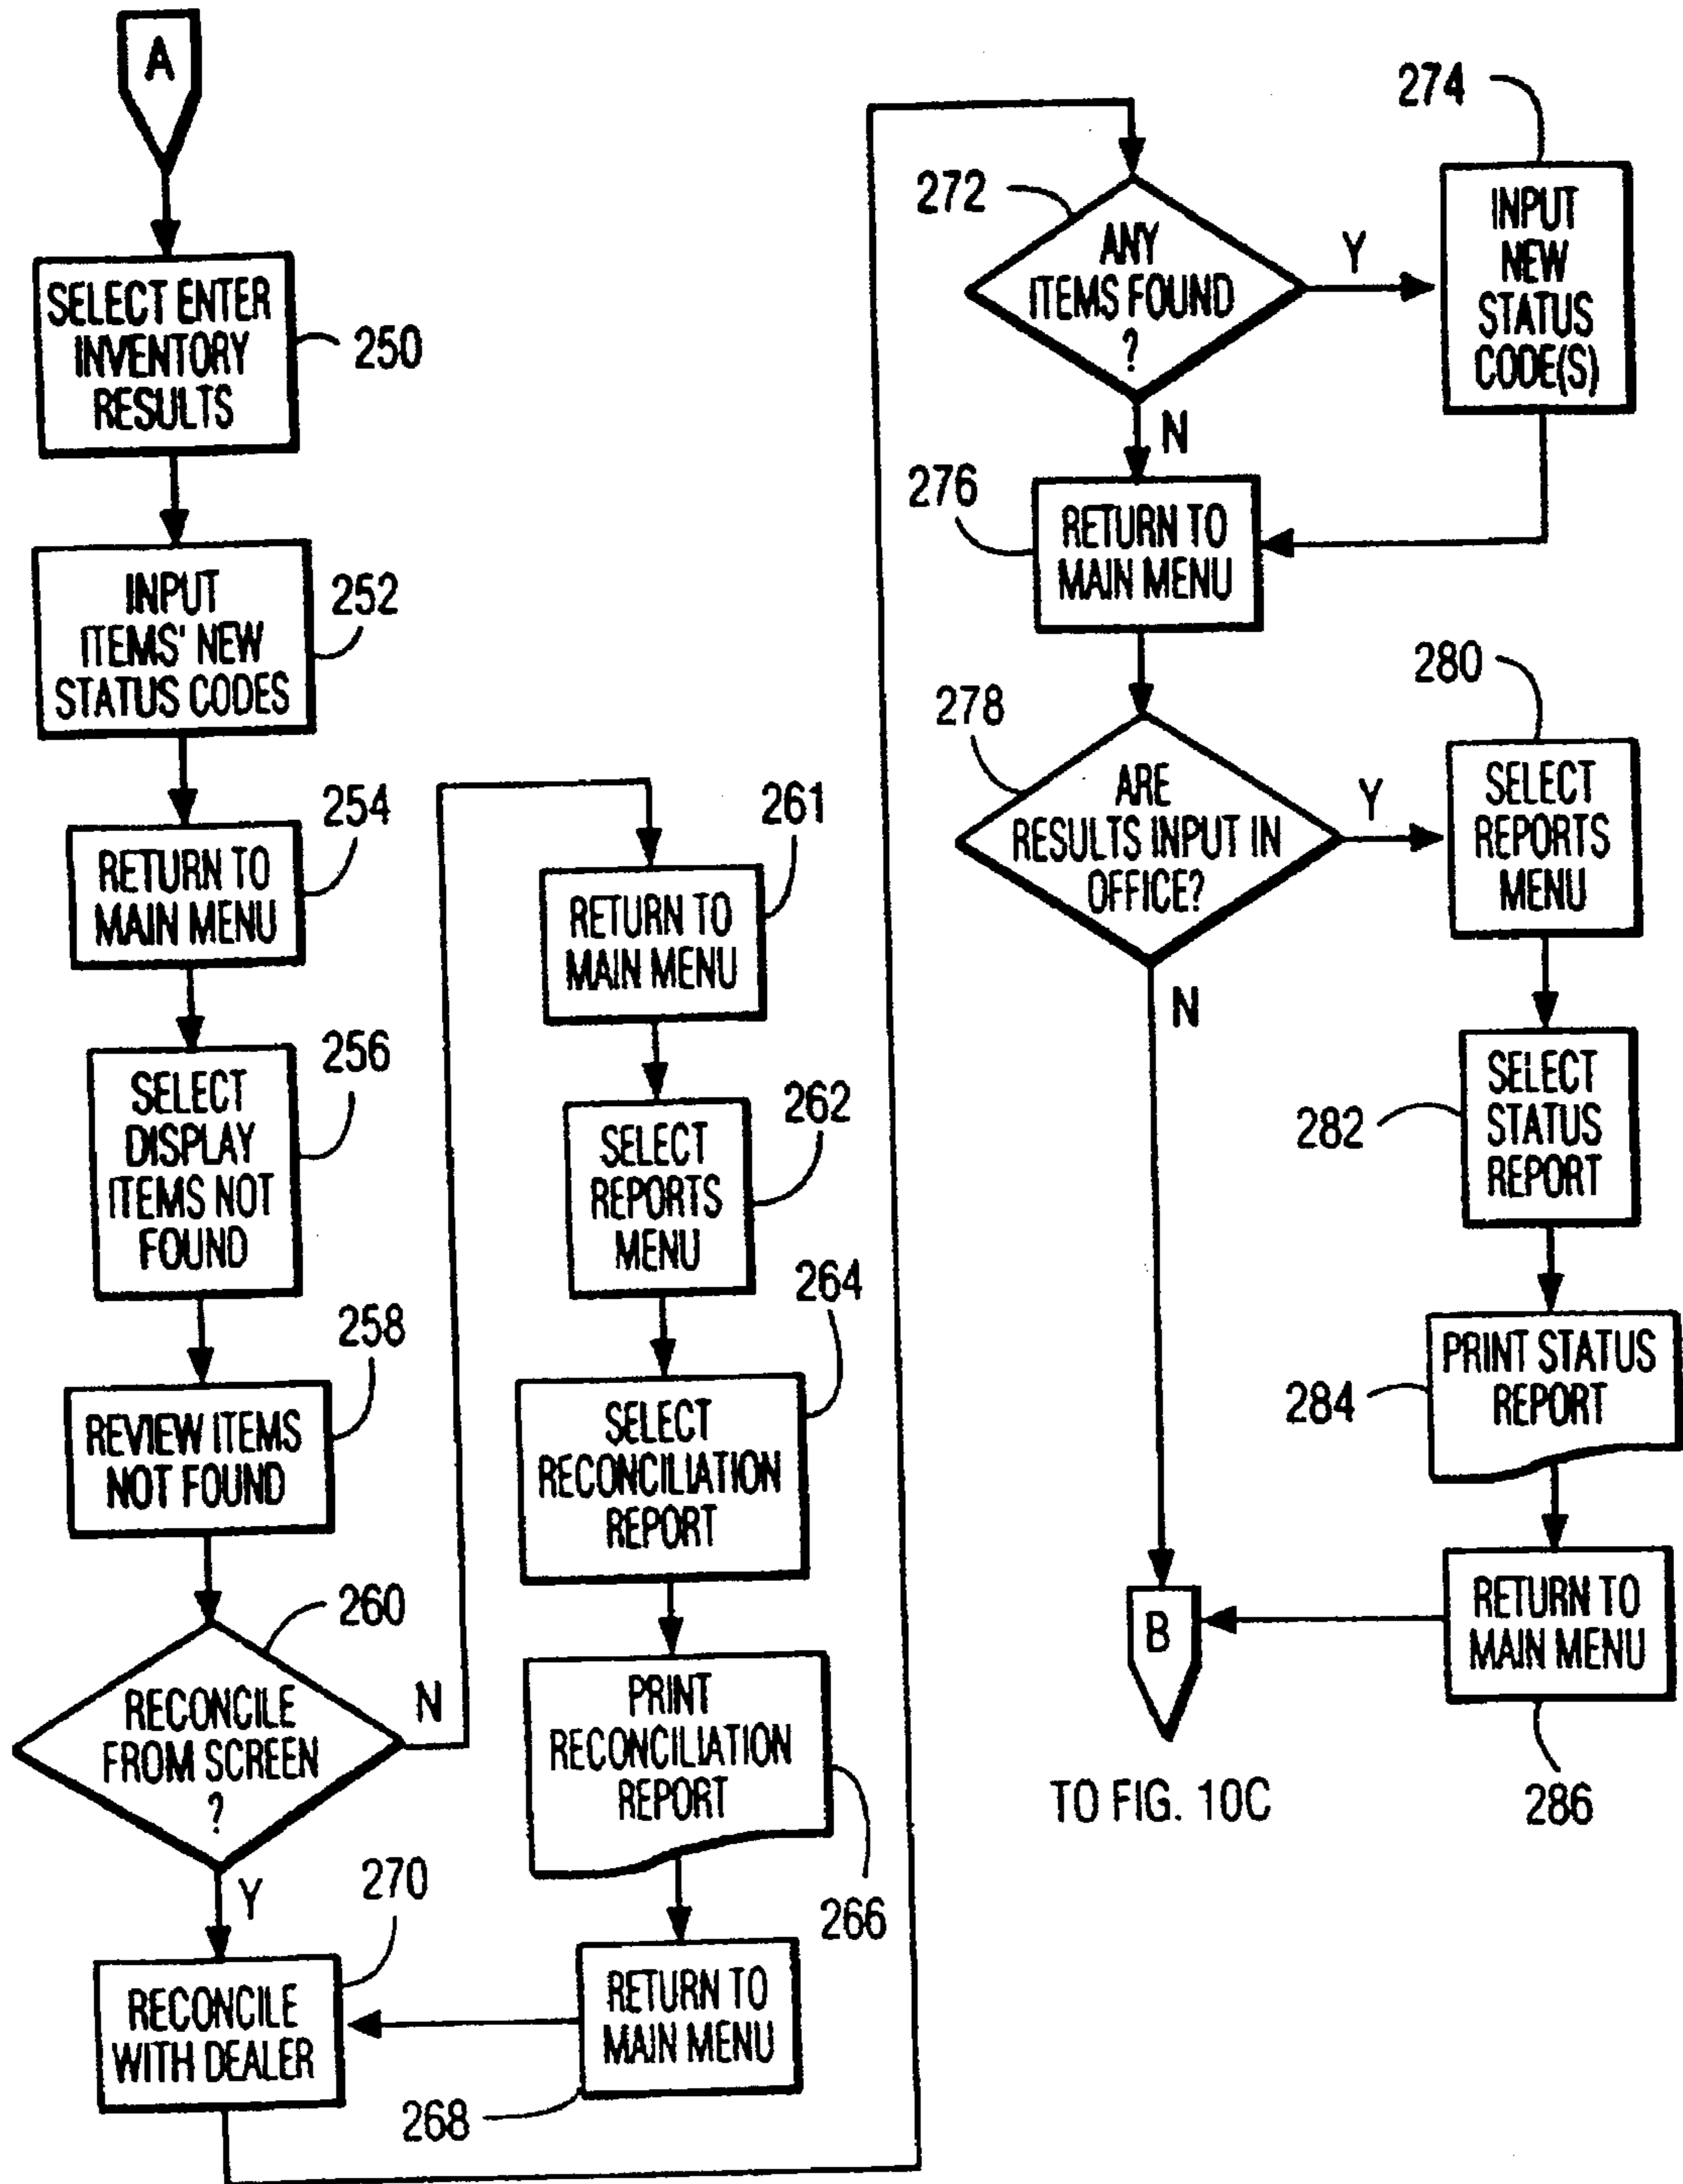 A
SELECT ENTER
INVENTORY
RESULTS
250
INPUT
ITEMS' NEW
STATUS CODES
252
RETURN TO
MAIN MENU
254
SELECT
DISPLAY
ITEMS NOT
FOUND
256
REVIEW ITEMS
NOT FOUND
258
RECONCILE
FROM SCREEN
?
260
N
Y
RECONCILE
WITH DEALER
270
RETURN TO
MAIN MENU
261
SELECT
REPORTS
MENU
262
SELECT
RECONCILIATION
REPORT
264
PRINT
RECONCILIATION
REPORT
266
RETURN TO
MAIN MENU
268
272
ANY
ITEMS FOUND
?
Y
N
274
INPUT
NEW
STATUS
CODE(S)
276
RETURN TO
MAIN MENU
278
ARE
RESULTS INPUT IN
OFFICE?
Y
N
280
SELECT
REPORTS
MENU
282
SELECT
STATUS
REPORT
284
PRINT STATUS
REPORT
RETURN TO
MAIN MENU
286
B
TO FIG. 10C